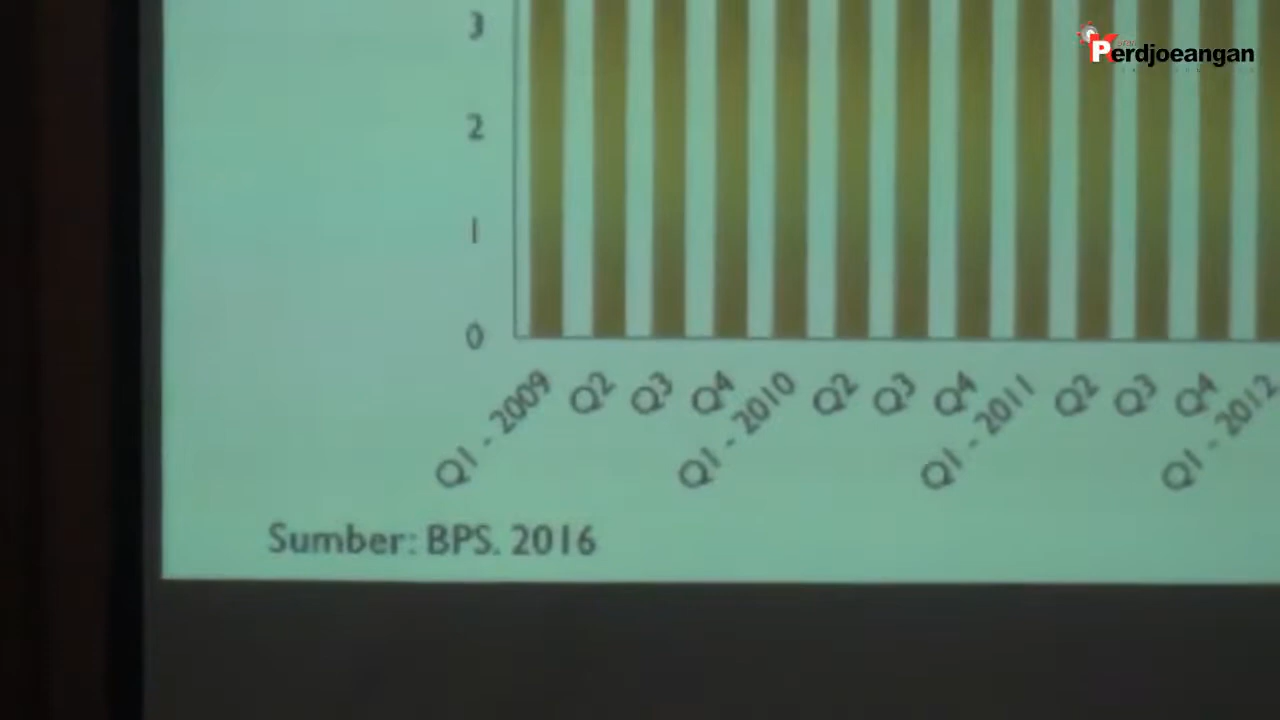 3
Perdjoeangan
2
1
0
Q1 - 2009 Q2 Q3 Q4 Q1 - 2010 Q2 Q3 Q4 Q1 - 2011 Q2 Q3 Q4 Q1 - 2012
Sumber: BPS. 2016